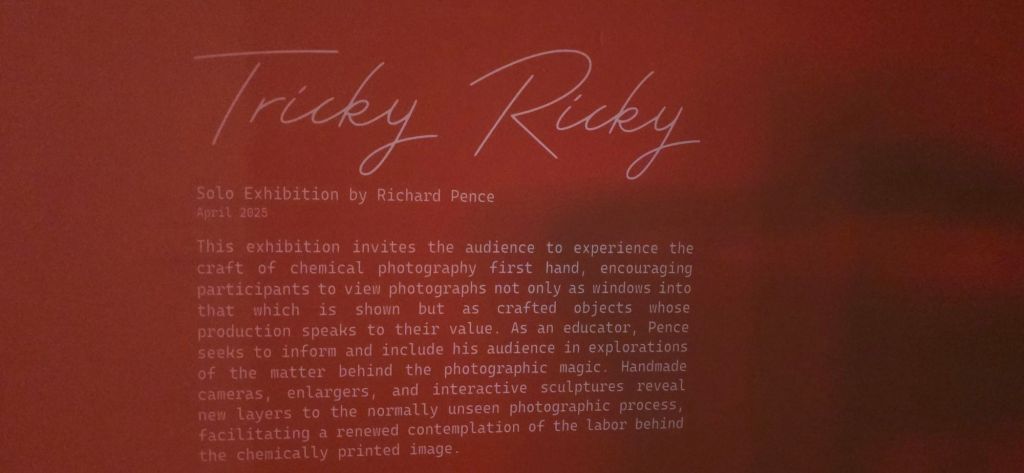 Tricky Ricky
Solo Exhibition by Richard Pence
April 2025
This exhibition invites the audience to experience the
craft of chemical photography first hand, encouraging
participants to view photographs not only as windows into
that which is shown but as crafted objects whose
production speaks to their value. As an educator, Pence
seeks to inform and include his audience in explorations
of the matter behind the photographic magic. Handmade
cameras, enlargers, and interactive sculptures reveal
new layers to the normally unseen photographic process,
facilitating a renewed contemplation of the labor behind
the chemically printed image.